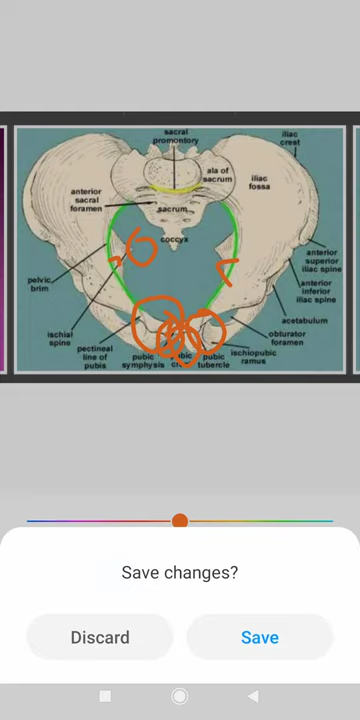 sacral
promontory
iliac
crest
ala of
sacrum
iliac
fossa
anterior
sacral
foramen
sacrum
coccyx
anterior
superior
iliac spine
pelvic
brim
anterior
inferior
iliac spine
acetabulum
ischial
spine
obturator
foramen
pectineal
line of
pubis
pubic
symphysis
pubic
tubercle
ischiopubic
ramus
Save changes?
Discard
Save